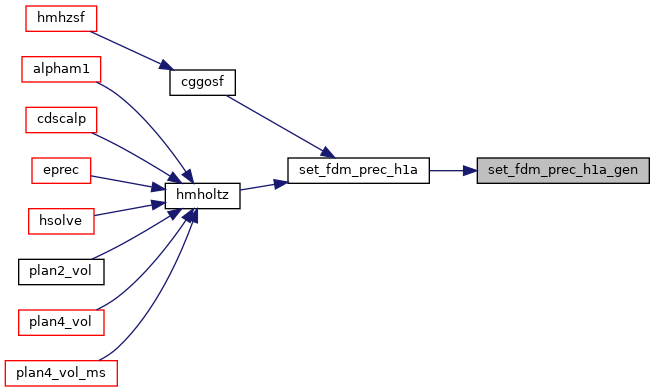 hmhzsf
alpham1
cggosf
cdscalp
eprec
set_fdm_prec_h1a
set_fdm_prec_h1a_gen
hmholtz
hsolve
plan2_vol
plan4_vol
plan4_vol_ms